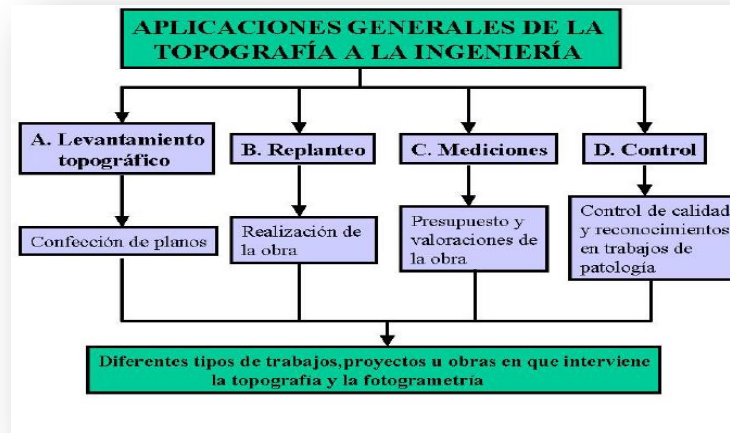 APLICACIONES GENERALES DE LA
TOPOGRAFÍA A LA INGENIERÍA
A. Levantamiento
topográfico
B. Replanteo
C. Mediciones
D. Control
Confección de planos
Realización de
la obra
Presupuesto y
valoraciones de
la obra
Control de calidad
y reconocimientos
en trabajos de
patología
Diferentes tipos de trabajos,proyectos u obras en que interviene
la topografía y la fotogrametría